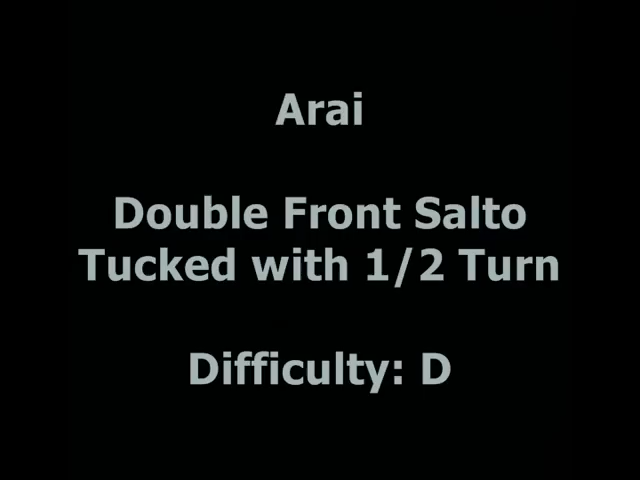 Arai
Double Front Salto
Tucked with 1/2 Turn
Difficulty: D